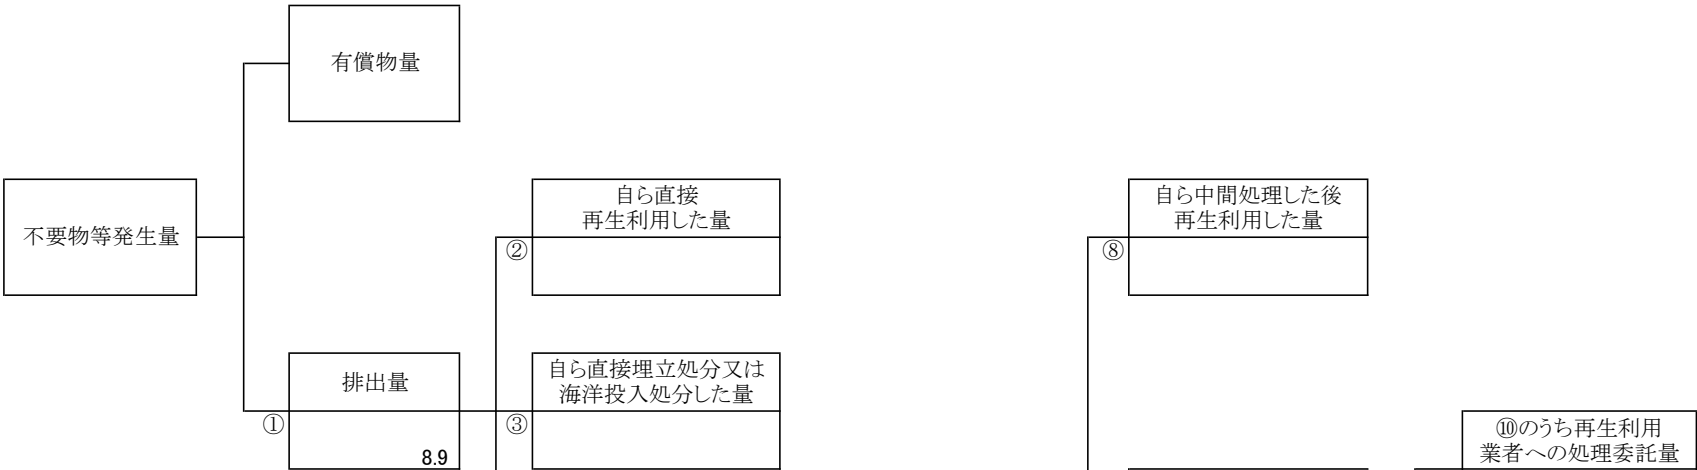 有償物量
不要物等発生量
自ら直接
再生利用した量
②
自ら中間処理した後
再生利用した量
⑧
排出量
①
8.9
自ら直接埋立処分又は
海洋投入処分した量
③
⑩のうち再生利用
業者への処理委託量